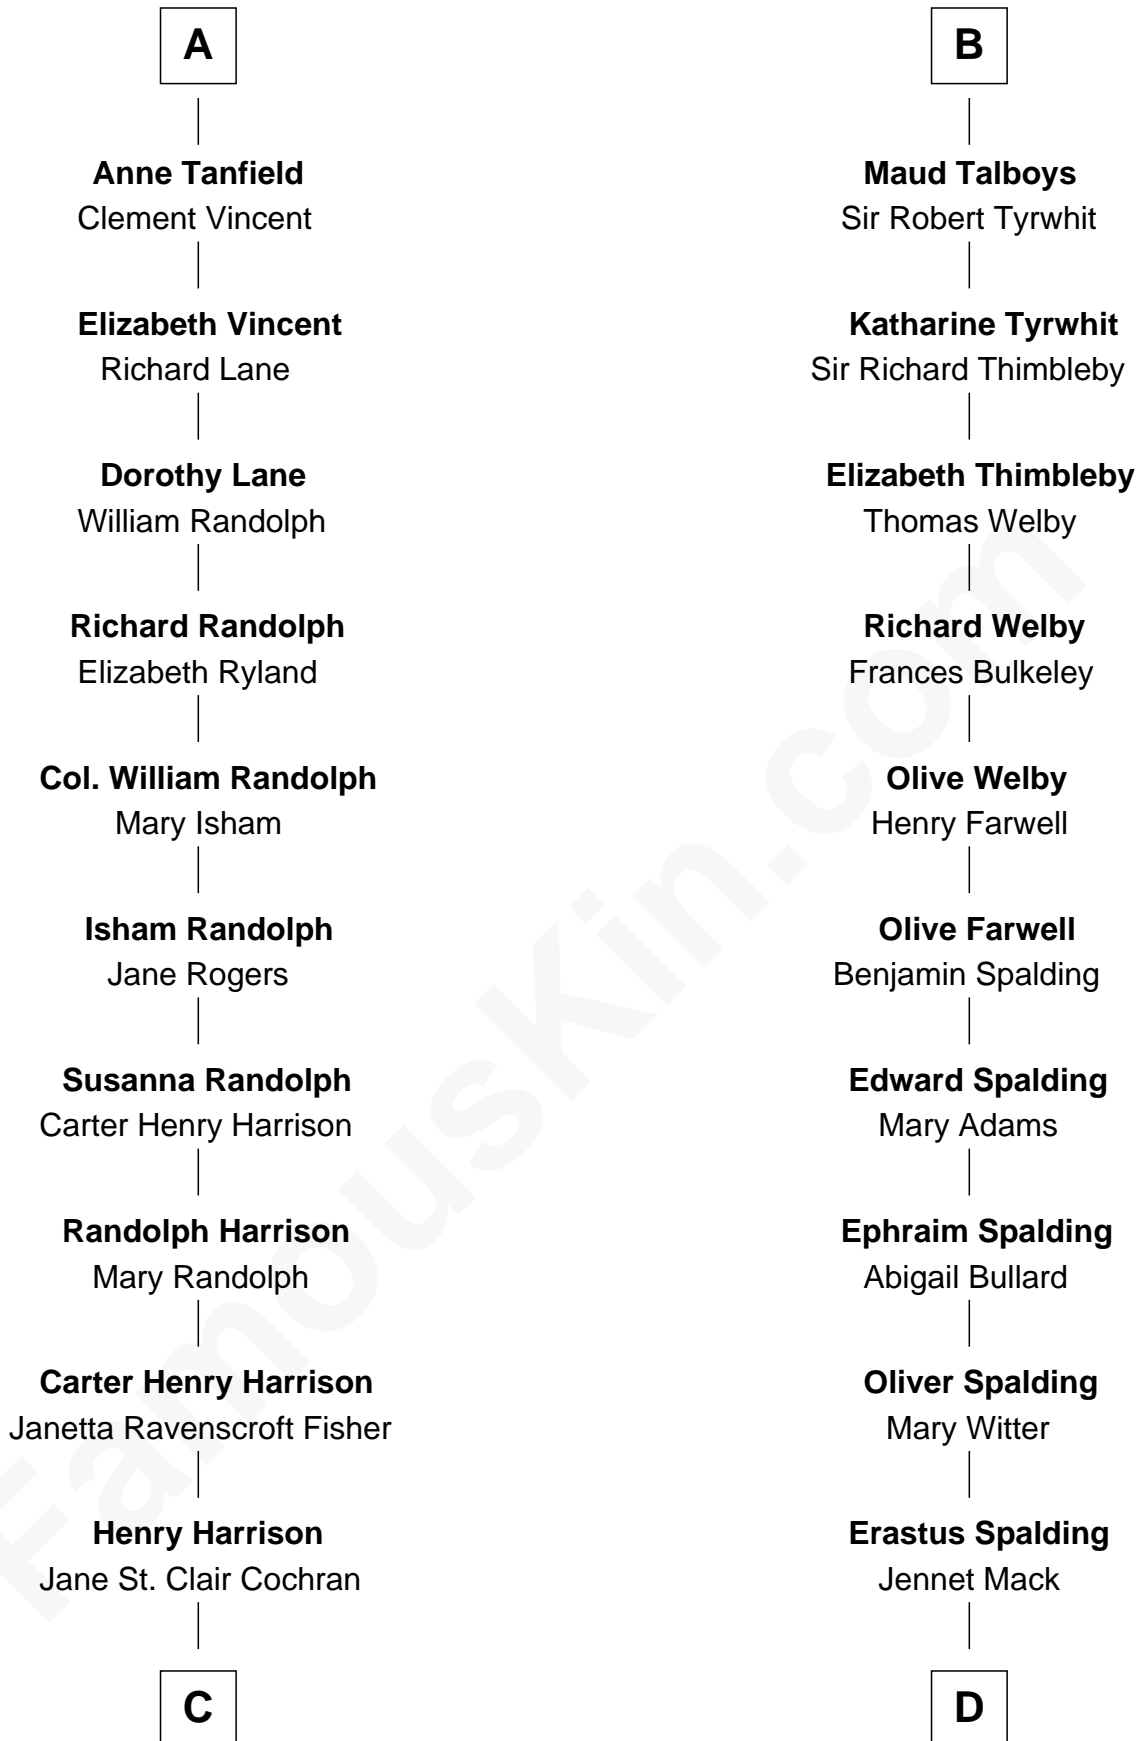 A
Anne Tanfield
Clement Vincent
Elizabeth Vincent
Richard Lane
Dorothy Lane
William Randolph
Richard Randolph
Elizabeth Ryland
Col. William Randolph
Mary Isham
Isham Randolph
Jane Rogers
Susanna Randolph
Carter Henry Harrison
Randolph Harrison
Mary Randolph
Carter Henry Harrison
Janetta Ravenscroft Fisher
Henry Harrison
Jane St. Clair Cochran
C
B
Maud Talboys
Sir Robert Tyrwhit
Katharine Tyrwhit
Sir Richard Thimbleby
Elizabeth Thimbleby
Thomas Welby
Richard Welby
Frances Bulkeley
Olive Welby
Henry Farwell
Olive Farwell
Benjamin Spalding
Edward Spalding
Mary Adams
Ephraim Spalding
Abigail Bullard
Oliver Spalding
Mary Witter
Erastus Spalding
Jennet Mack
D
FamousKin.com